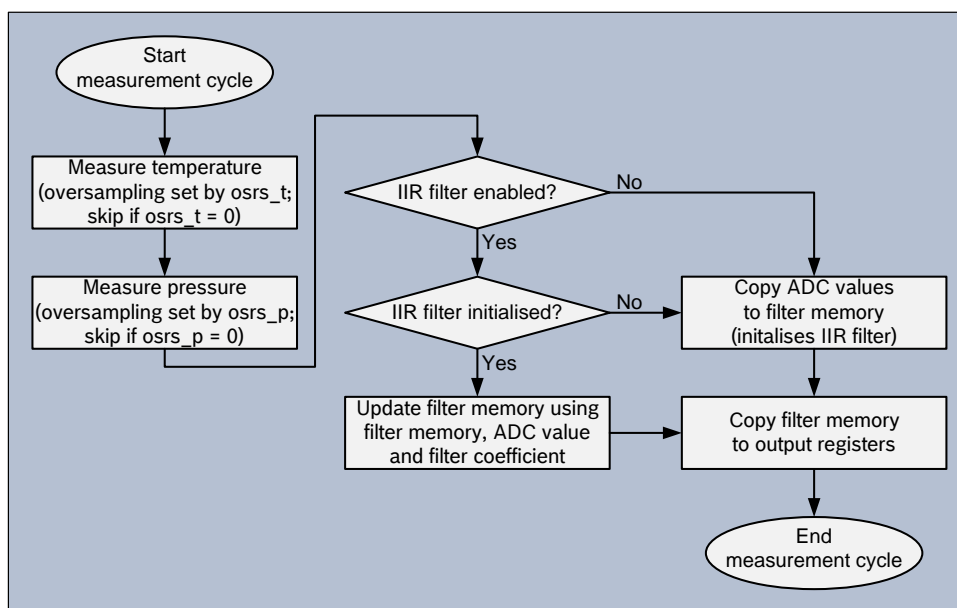 Start
measurement cycle
Measure temperature
(oversampling set by osrs_t;
skip if osrs_t = 0)
Measure pressure
(oversampling set by osrs_p;
skip if osrs_p = 0)
IIR filter enabled?
No
Yes
IIR filter initialised?
No
Yes
Copy ADC values
to filter memory
(initalises IIR filter)
Update filter memory using
filter memory, ADC value
and filter coefficient
Copy filter memory
to output registers
End
measurement cycle